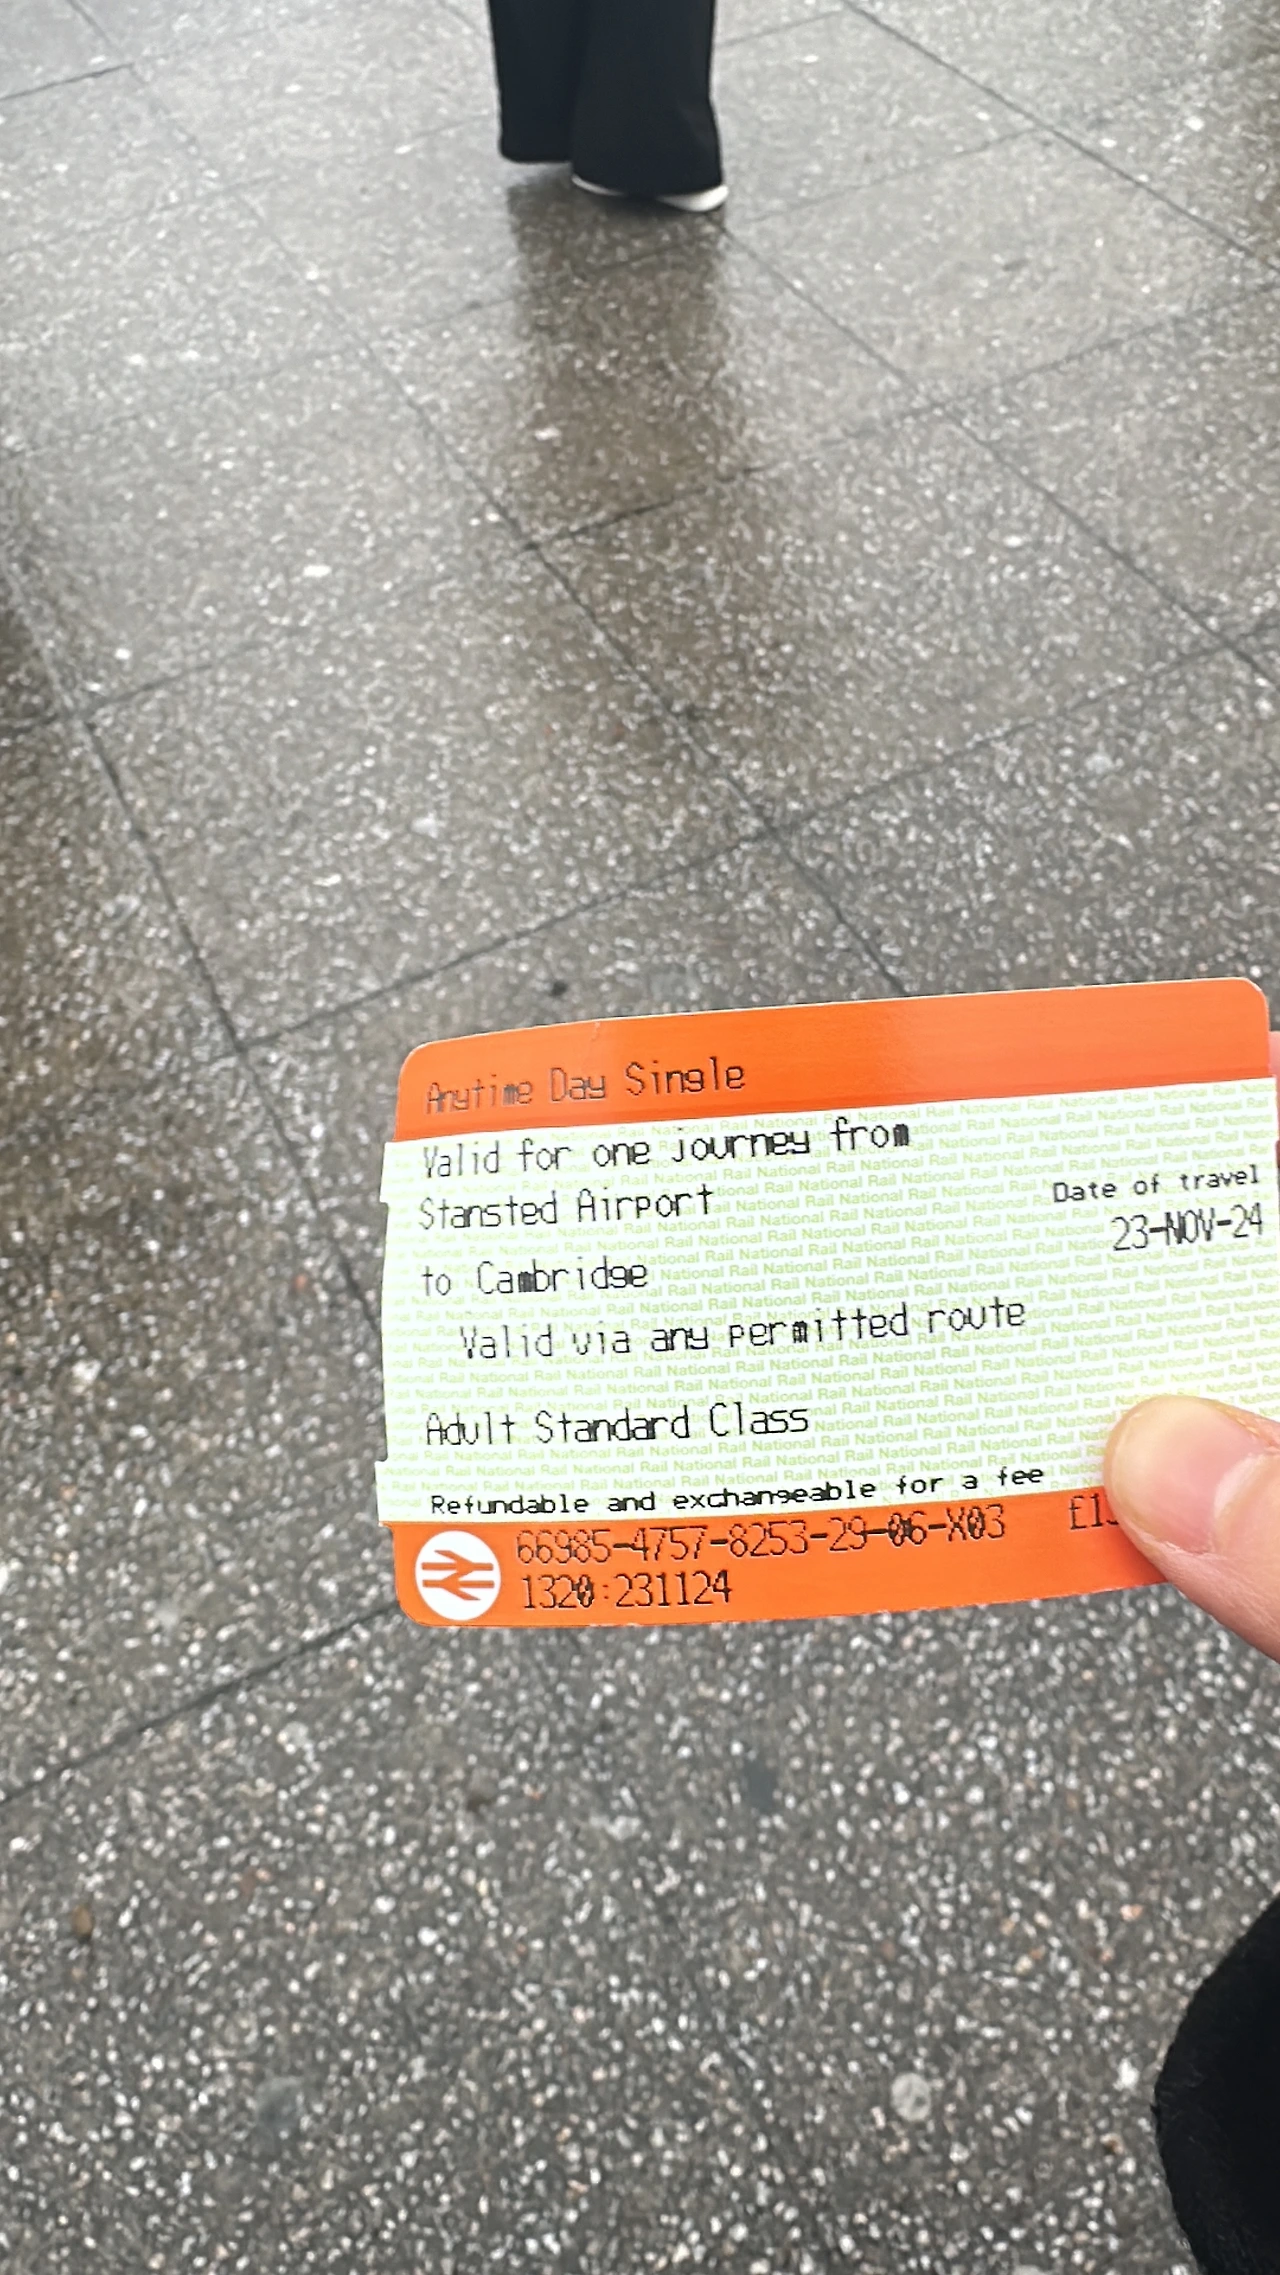 Anytime Day Single
Valid for one journey from
Stansted Airport
Date of travel
23-NOV-24
to Cambridge
Valid via any permitted route
Adult Standard Class
Refundable and exchangeable for a fee
66985-4757-8253-29-06-X03
1320:231124